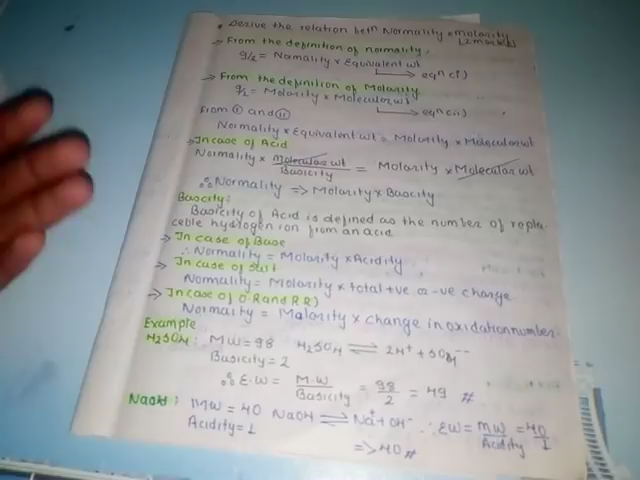 • Derive the relation betn Normality & molarity
[2 marks]
→ From the definition of normality,
g/L = Normality × Equivalent wt
→ eqn (i)
→ From the definition of Molarity
g/L = Molarity × Molecular wt
→ eqn (ii)
From (i) and (ii)
Normality × Equivalent wt = Molarity × Molecular wt
→ In case of Acid
Normality × Molecular wt / Basicity = Molarity × Molecular wt
∴ Normality => Molarity × Bascity
Bascity:
Basicity of Acid is defined as the number of repla-
ceble hydrogen ion from an acid
→ In case of Base
∴ Normality = Molarity × Acidity
→ In case of salt
Normality = Molarity × total +ve or -ve charge
→ In case of O.R and R.R)
Normality = Molarity × change in oxidation number
Example
H2SO4: MW = 98 H2SO4 ⇌ 2H+ + SO4--
Basicity = 2
∴ E.W = M.W / Basicity = 98/2 = 49 #
NaOH: MW = 40 NaOH ⇌ Na+ + OH- ∴ EW = MW / Acidity = 40/1
Acidity = 1
=> 40 #